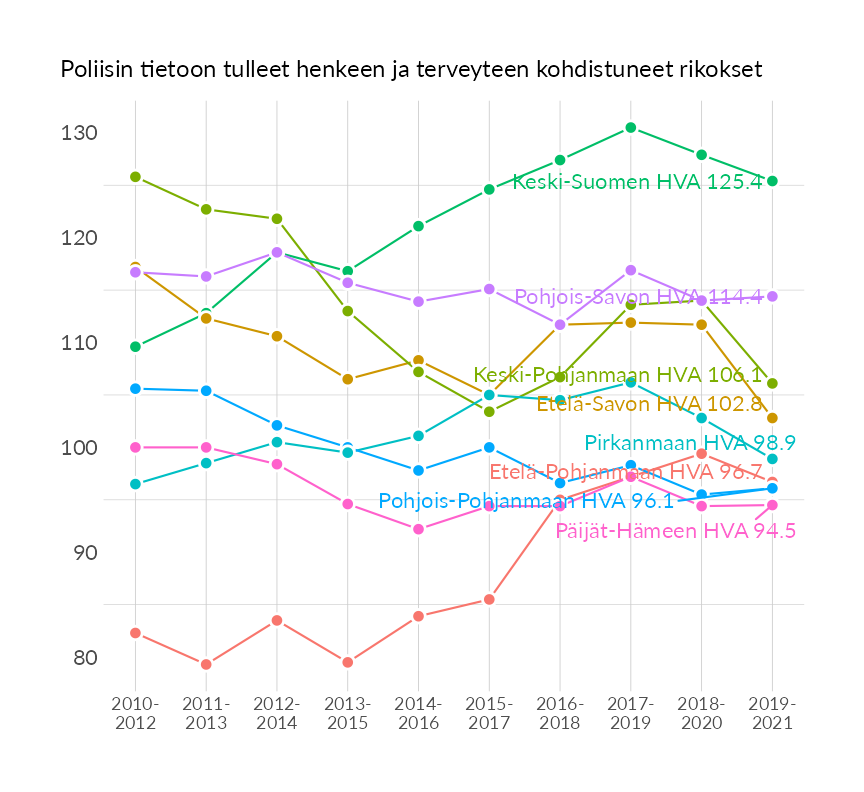 Poliisin tietoon tulleet henkeen ja terveyteen kohdistuneet rikokset
130
120
110
100
90
80
Keski-Suomen HVA 125.4
Pohjois-Savon HVA 114.4
Keski-Pohjanmaan HVA 106.1
Etelä-Savon HVA 102.8
Pirkanmaan HVA 98.9
Etelä-Pohjanmaan HVA 96.7
Pohjois-Pohjanmaan HVA 96.1
Päijät-Hämeen HVA 94.5
2010- 2011- 2012- 2013- 2014- 2015- 2016- 2017- 2018- 2019-
2012 2013 2014 2015 2016 2017 2018 2019 2020 2021